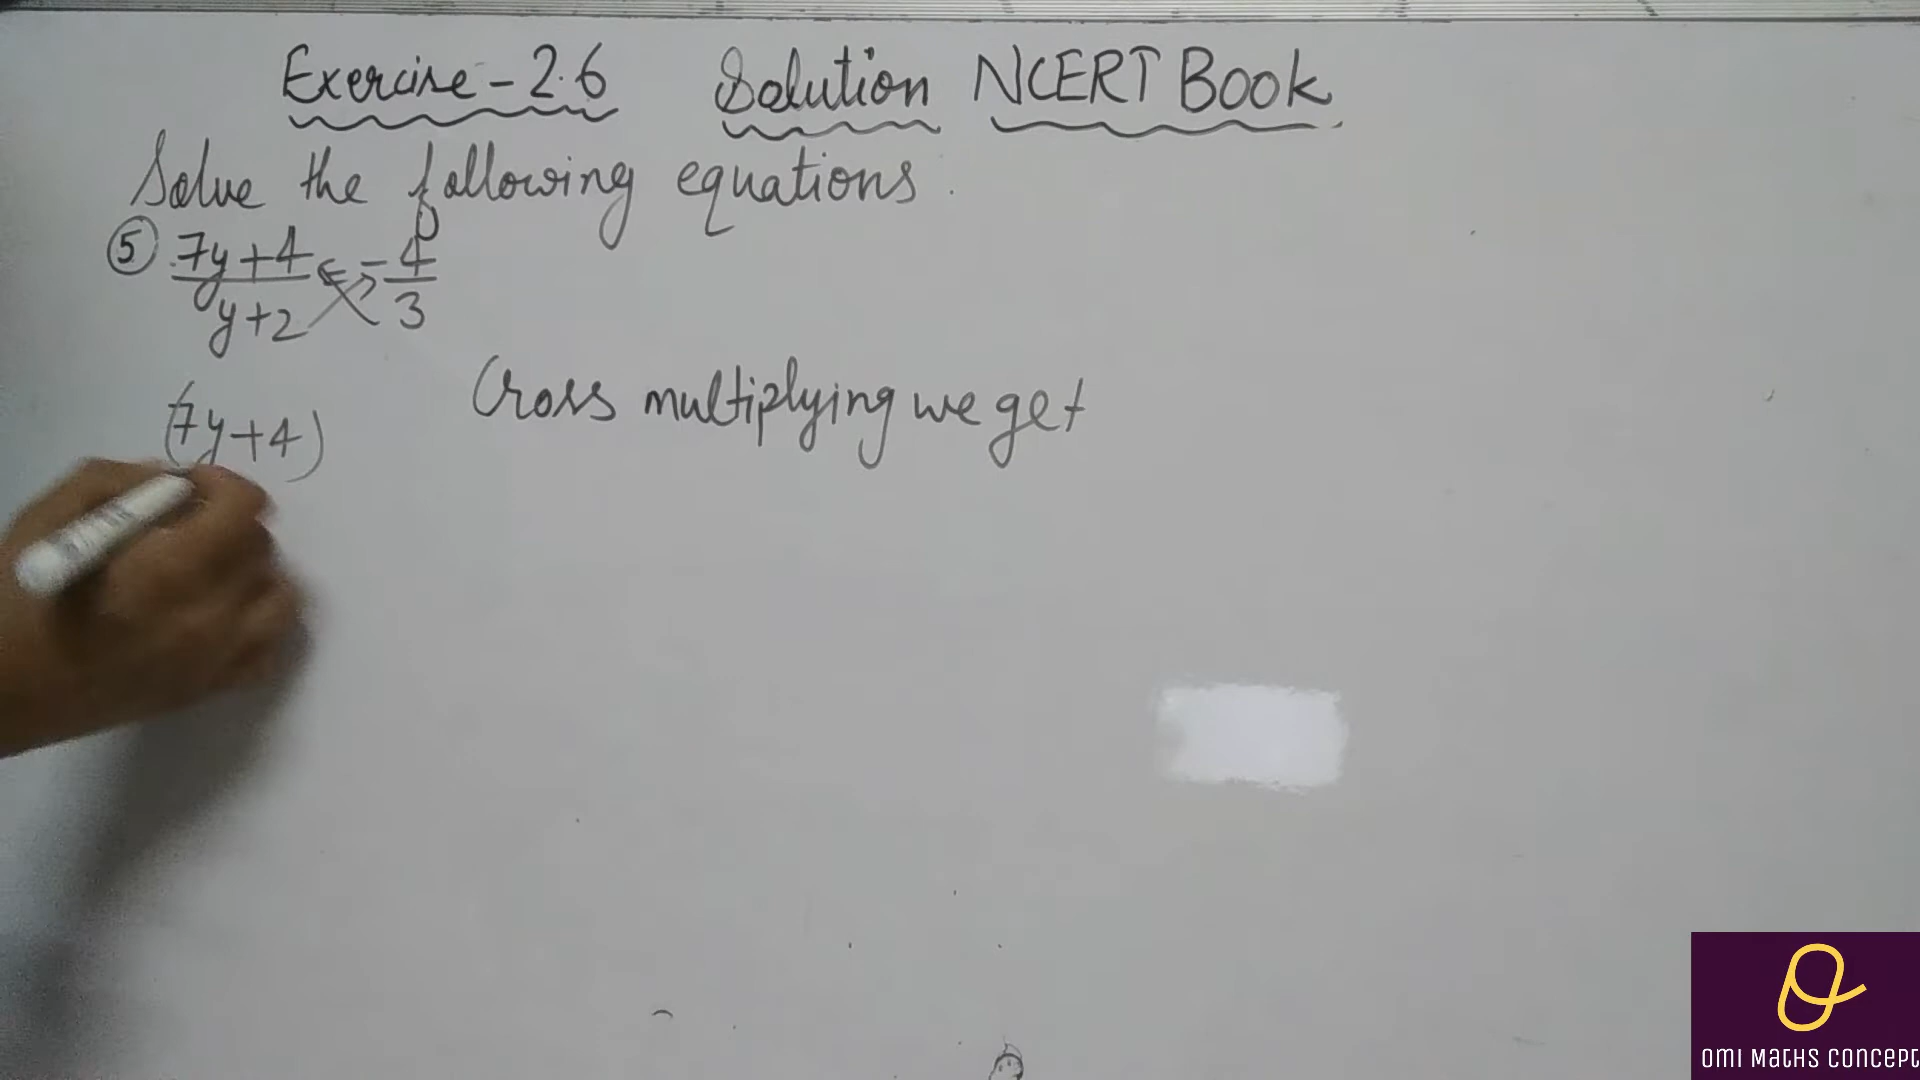 Exercise - 2.6 Solution NCERT Book
Solve the following equations.
⑤ (7y+4)/(y+2) = -4/3
Cross multiplying we get
(7y+4)
OMI MATHS CONCEPT